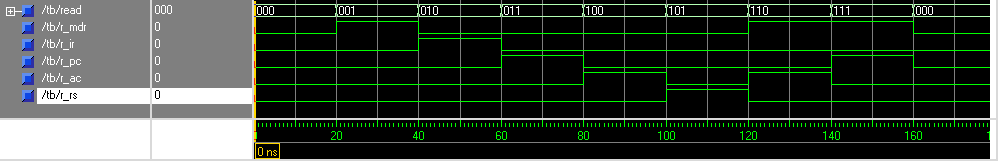 /tb/read 000 000 001 010 011 100 101 110 111 000
/tb/r_mdr 0
/tb/r_ir 0
/tb/r_pc 0
/tb/r_ac 0
/tb/r_rs 0
20 40 60 80 100 120 140 160
0 ns